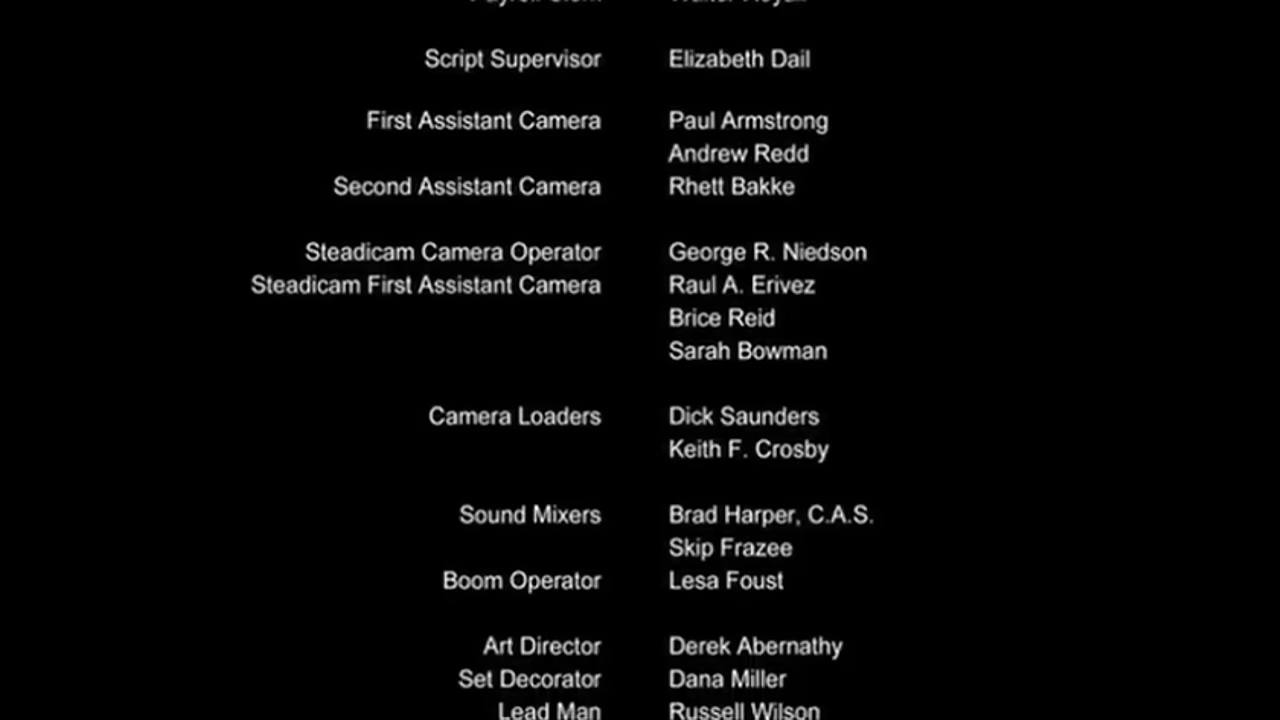 Script Supervisor Elizabeth Dail
First Assistant Camera Paul Armstrong
Andrew Redd
Second Assistant Camera Rhett Bakke
Steadicam Camera Operator George R. Niedson
Steadicam First Assistant Camera Raul A. Erivez
Brice Reid
Sarah Bowman
Camera Loaders Dick Saunders
Keith F. Crosby
Sound Mixers Brad Harper, C.A.S.
Skip Frazee
Boom Operator Lesa Foust
Art Director Derek Abernathy
Set Decorator Dana Miller
Lead Man Russell Wilson